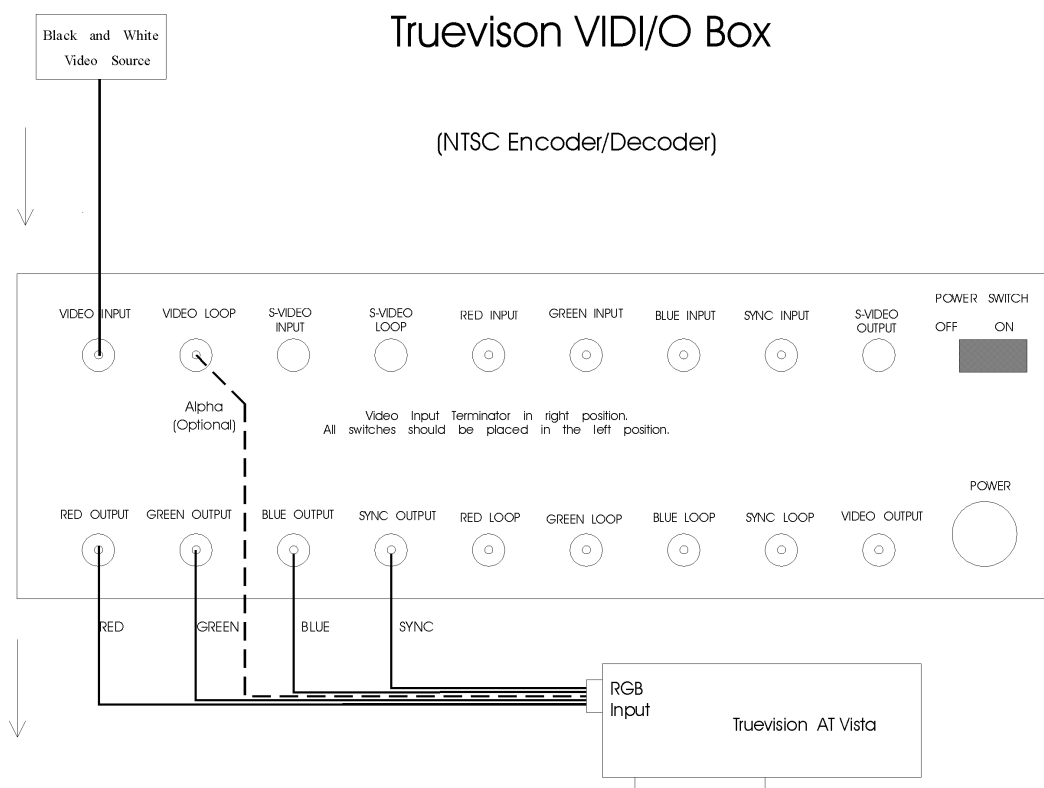 Black and White
Video Source
Truevison VIDI/O Box
(NTSC Encoder/Decoder)
POWER SWITCH
OFF ON
VIDEO INPUT
VIDEO LOOP
S-VIDEO
INPUT
S-VIDEO
LOOP
RED INPUT
GREEN INPUT
BLUE INPUT
SYNC INPUT
S-VIDEO
OUTPUT
Alpha
(Optional)
Video Input Terminator in right position.
All switches should be placed in the left position.
POWER
RED OUTPUT
GREEN OUTPUT
BLUE OUTPUT
SYNC OUTPUT
RED LOOP
GREEN LOOP
BLUE LOOP
SYNC LOOP
VIDEO OUTPUT
RED
GREEN
BLUE
SYNC
RGB
Input
Truevision AT Vista